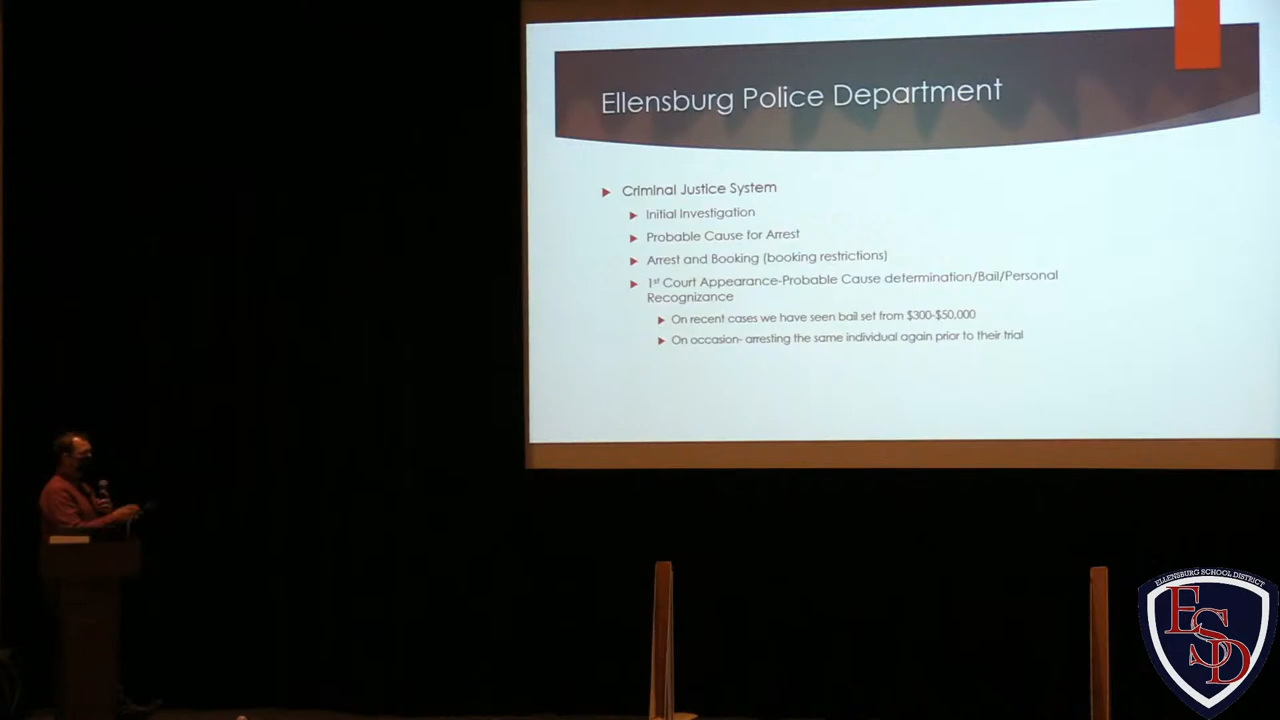 Ellensburg Police Department
Criminal Justice System
Initial Investigation
Probable Cause for Arrest
Arrest and Booking (booking restrictions)
1st Court Appearance-Probable Cause determination/Bail/Personal
Recognizance
On recent cases we have seen bail set from $300-$50,000
On occasion- arresting the same individual again prior to their trial
ELLENSBURG SCHOOL DISTRICT
ESD